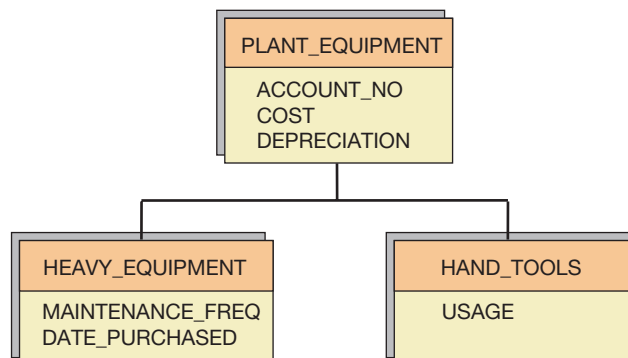 PLANT_EQUIPMENT
ACCOUNT_NO
COST
DEPRECIATION
HEAVY_EQUIPMENT
MAINTENANCE_FREQ
DATE_PURCHASED
HAND_TOOLS
USAGE